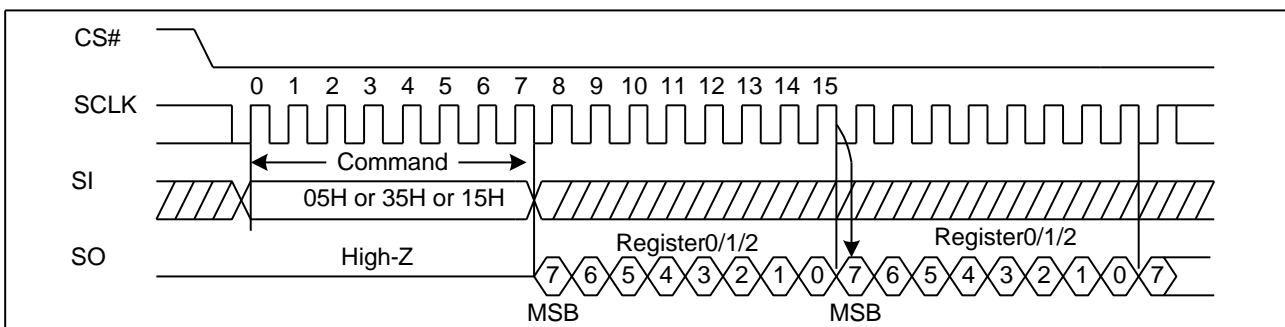 CS#
0 1 2 3 4 5 6 7 8 9 10 11 12 13 14 15
SCLK
Command
SI
05H or 35H or 15H
Register0/1/2 Register0/1/2
SO High-Z
7 6 5 4 3 2 1 0 7 6 5 4 3 2 1 0 7
MSB MSB